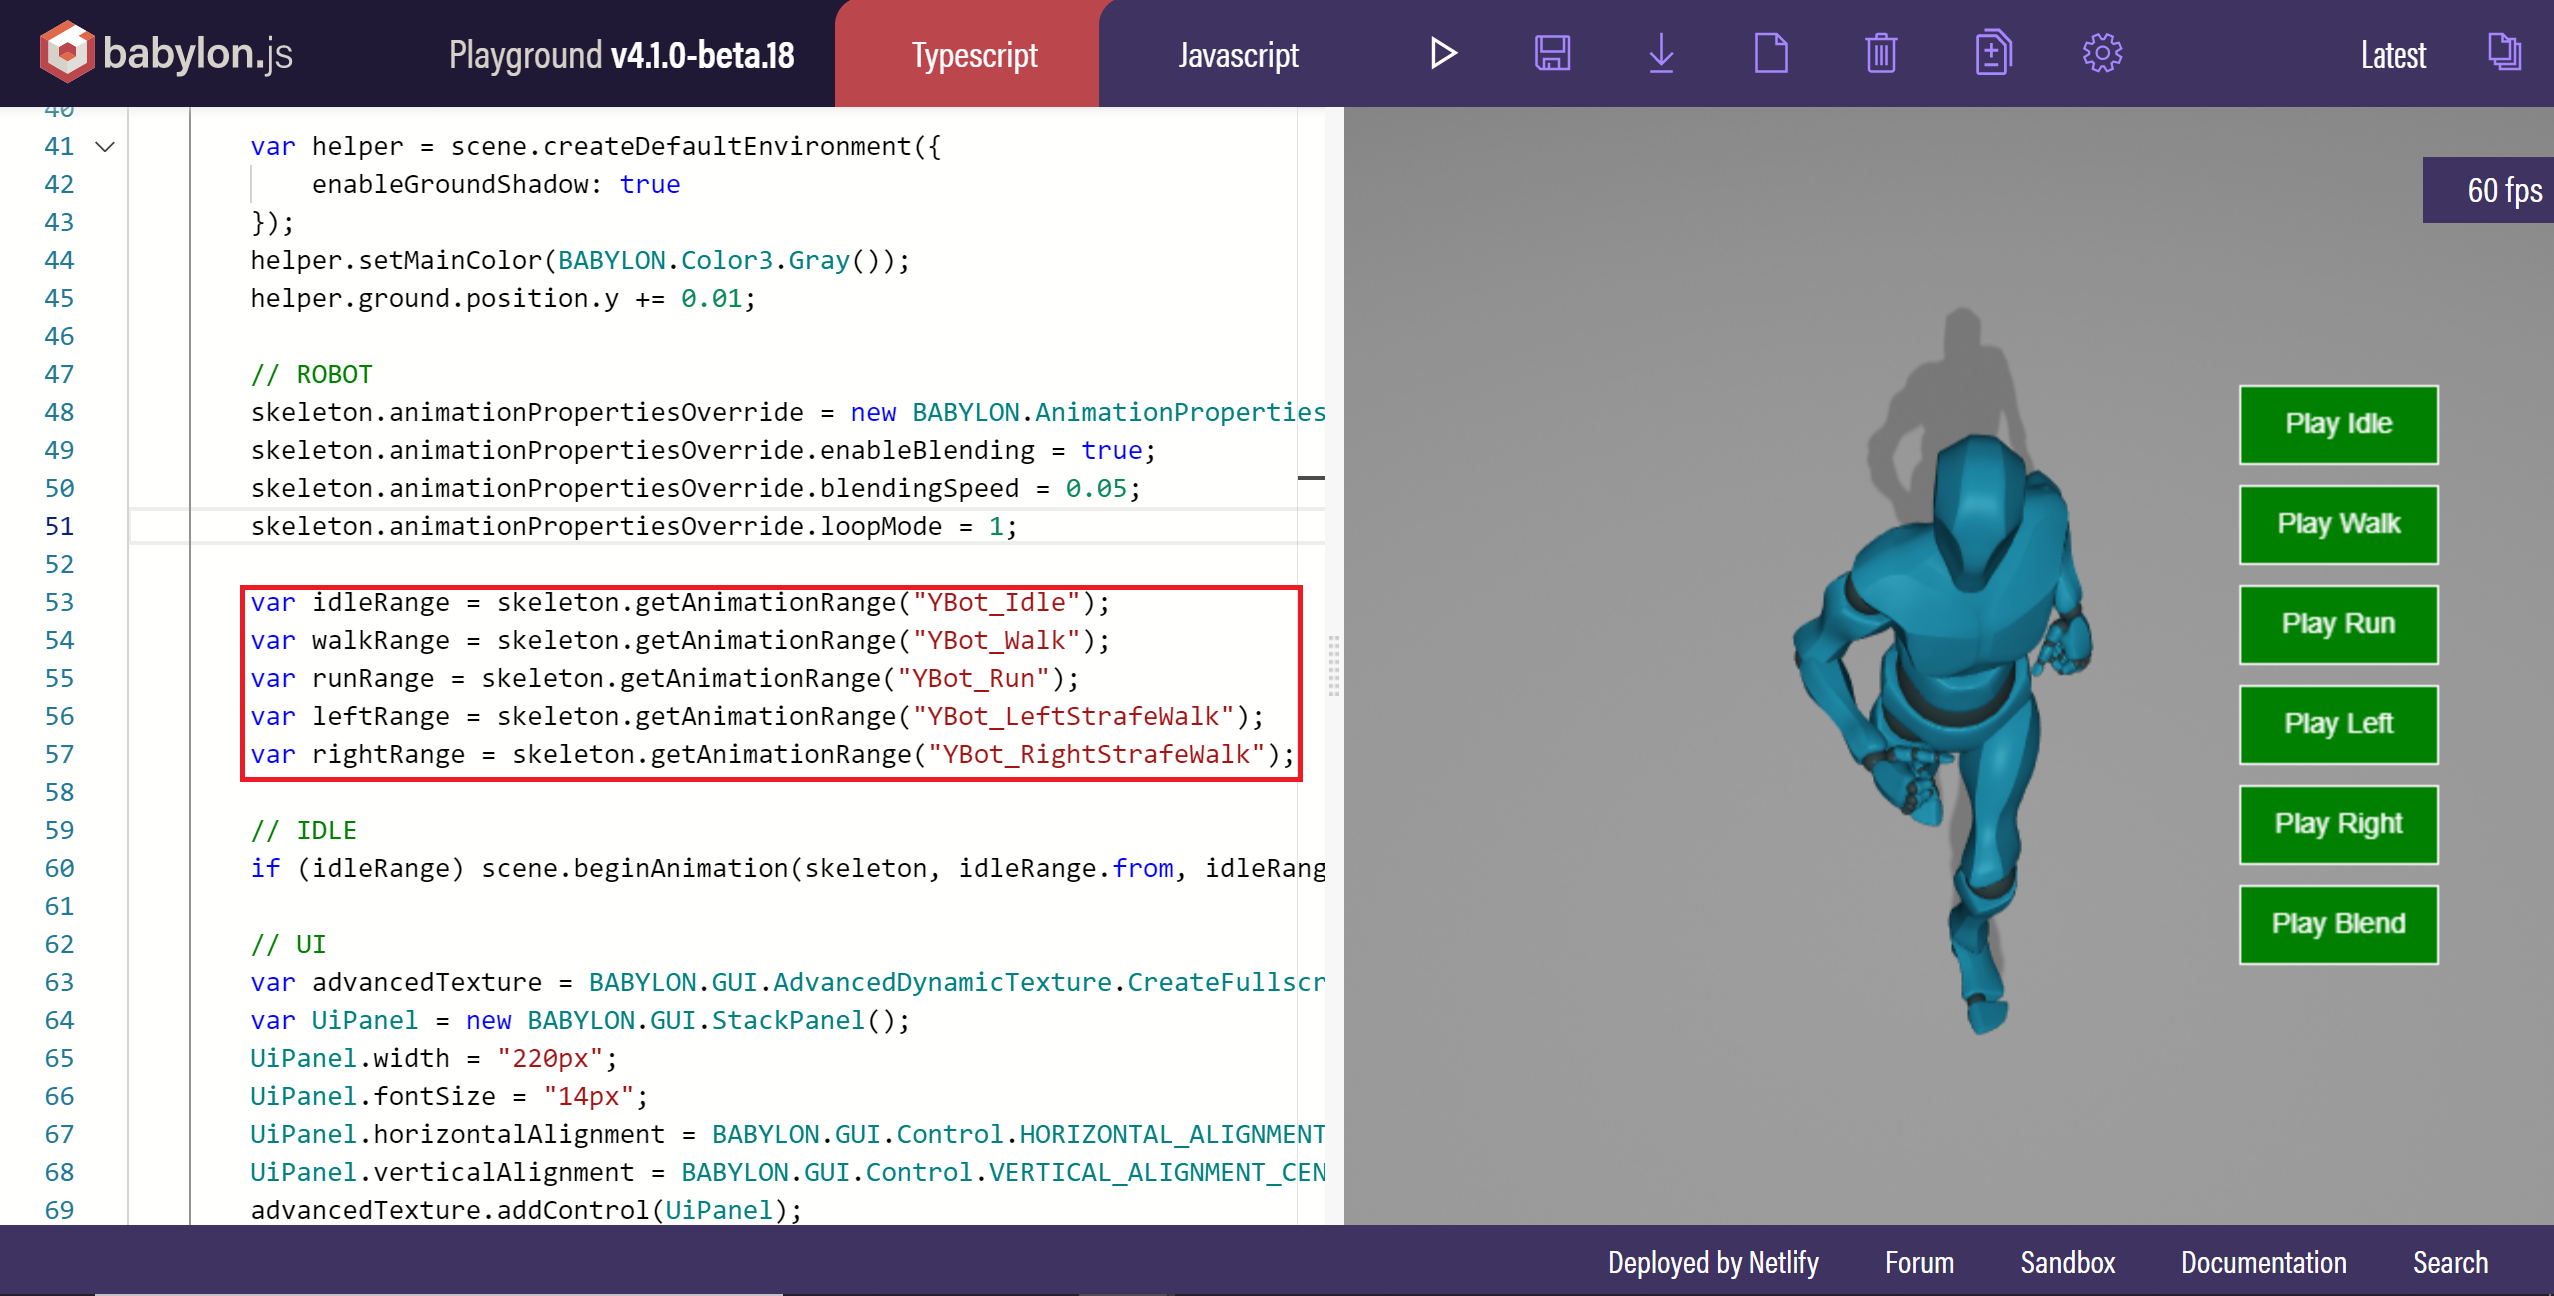 babylon.js
Playground v4.1.0-beta.18
Typescript
Javascript
Latest
41 var helper = scene.createDefaultEnvironment({
42 enableGroundShadow: true
43 });
44 helper.setMainColor(BABYLON.Color3.Gray());
45 helper.ground.position.y += 0.01;
46
47 // ROBOT
48 skeleton.animationPropertiesOverride = new BABYLON.AnimationProperties
49 skeleton.animationPropertiesOverride.enableBlending = true;
50 skeleton.animationPropertiesOverride.blendingSpeed = 0.05;
51 skeleton.animationPropertiesOverride.loopMode = 1;
52
53 var idleRange = skeleton.getAnimationRange("YBot_Idle");
54 var walkRange = skeleton.getAnimationRange("YBot_Walk");
55 var runRange = skeleton.getAnimationRange("YBot_Run");
56 var leftRange = skeleton.getAnimationRange("YBot_LeftStrafeWalk");
57 var rightRange = skeleton.getAnimationRange("YBot_RightStrafeWalk");
58
59 // IDLE
60 if (idleRange) scene.beginAnimation(skeleton, idleRange.from, idleRang
61
62 // UI
63 var advancedTexture = BABYLON.GUI.AdvancedDynamicTexture.CreateFullscr
64 var UiPanel = new BABYLON.GUI.StackPanel();
65 UiPanel.width = "220px";
66 UiPanel.fontSize = "14px";
67 UiPanel.horizontalAlignment = BABYLON.GUI.Control.HORIZONTAL_ALIGNMENT
68 UiPanel.verticalAlignment = BABYLON.GUI.Control.VERTICAL_ALIGNMENT_CEN
69 advancedTexture.addControl(UiPanel);
60 fps
Play Idle
Play Walk
Play Run
Play Left
Play Right
Play Blend
Deployed by Netlify
Forum
Sandbox
Documentation
Search